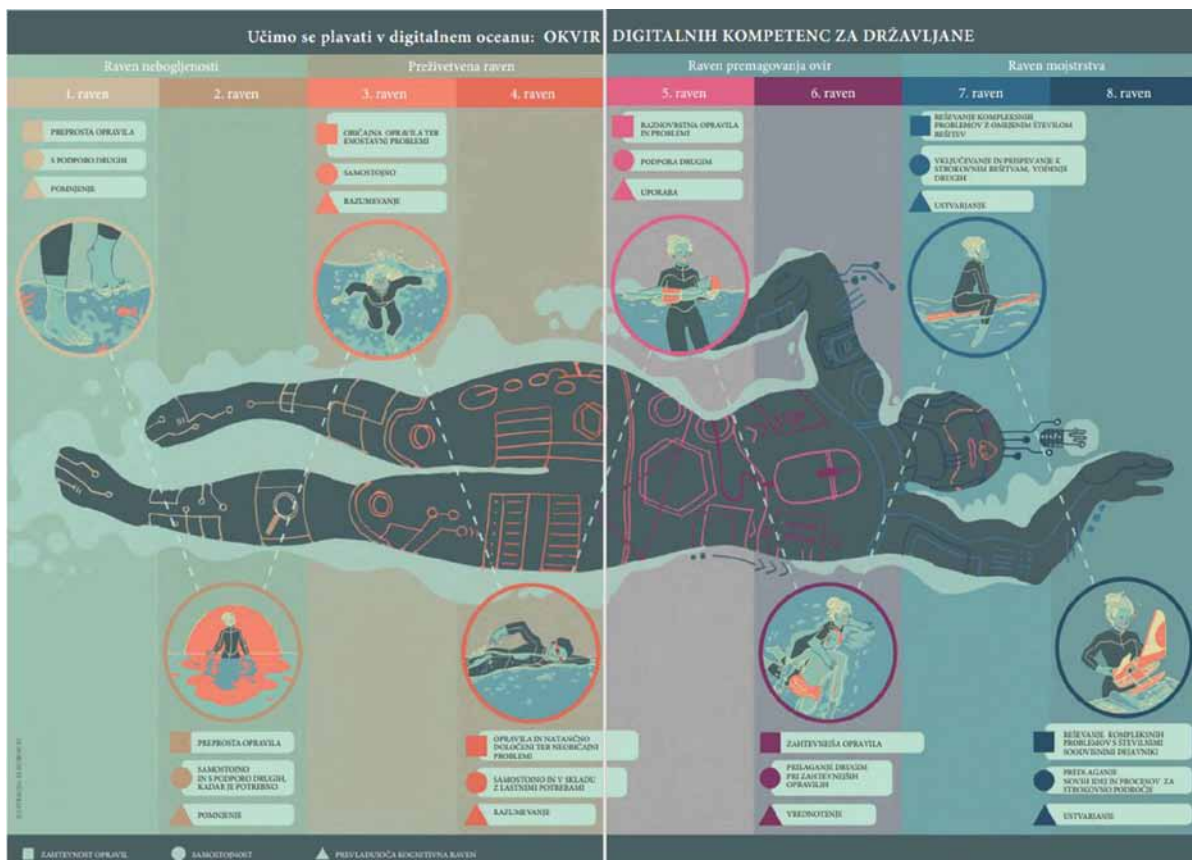 Učimo se plavati v digitalnem oceanu: OKVIR DIGITALNIH KOMPETENC ZA DRŽAVLJANE
Raven nebogljenosti
Preživetvena raven
Raven premagovanja ovir
Raven mojstrstva
1. raven
2. raven
3. raven
4. raven
5. raven
6. raven
7. raven
8. raven
PREPROSTA OPRAVILA
S PODPORO DRUGIH
POMNJENJE
OBIČAJNA OPRAVILA TER
ENOSTAVNI PROBLEMI
SAMOSTOJNO
RAZUMEVANJE
RAZNOVRSTNA OPRAVILA
IN PROBLEMI
PODPORA DRUGIM
UPORABA
REŠEVANJE KOMPLEKSNIH
PROBLEMOV Z OMEJENIM ŠTEVILOM
REŠITEV
VKLJUČEVANJE IN PRISPEVANJE K
STROKOVNIM REŠITVAM, VODENJE
DRUGIH
USTVARJANJE
PREPROSTA OPRAVILA
SAMOSTOJNO
IN S PODPORO DRUGIH,
KADAR JE POTREBNO
POMNJENJE
OPRAVILA IN NATANČNO
DOLOČENI TER NEOBIČAJNI
PROBLEMI
SAMOSTOJNO IN V SKLADU
Z LASTNIMI POTREBAMI
RAZUMEVANJE
ZAHTEVNEJŠA OPRAVILA
PRILAGANJE DRUGIM
PRI ZAHTEVNEJŠIH
OPRAVILIH
VREDNOTENJE
REŠEVANJE KOMPLEKSNIH
PROBLEMOV S ŠTEVILNIMI
SOODVISNIMI DEJAVNIKI
PREDLAGANJE
NOVIH IDEJ IN PROCESOV ZA
STROKOVNO PODROČJE
USTVARJANJE
ZAHTEVNOST OPRAVIL
SAMOSTOJNOST
PREVLADUJOČA KOGNITIVNA RAVEN